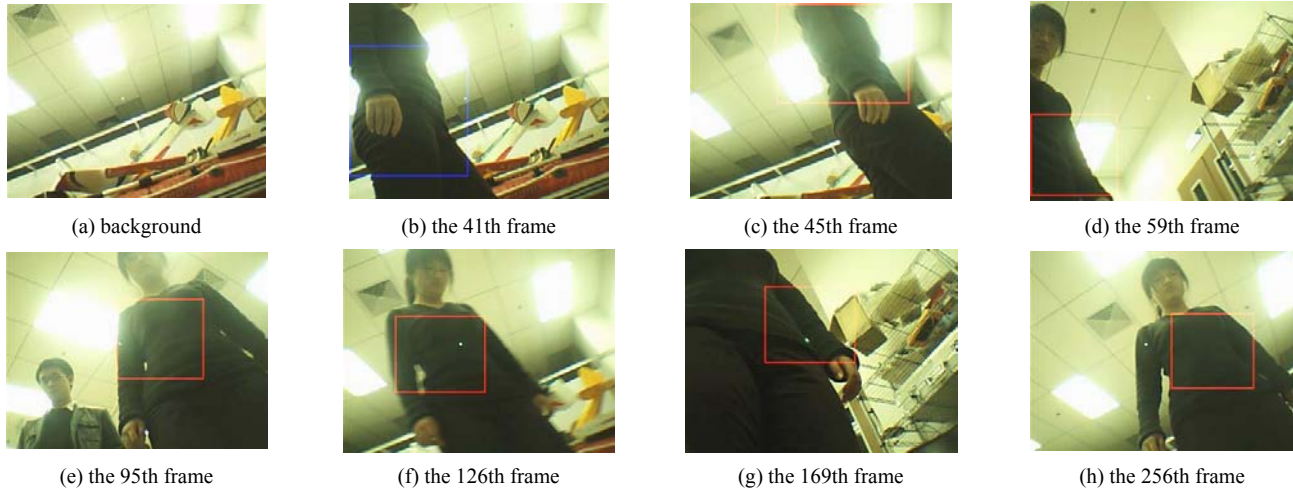 (a) background
(b) the 41th frame
(c) the 45th frame
(d) the 59th frame
(e) the 95th frame
(f) the 126th frame
(g) the 169th frame
(h) the 256th frame